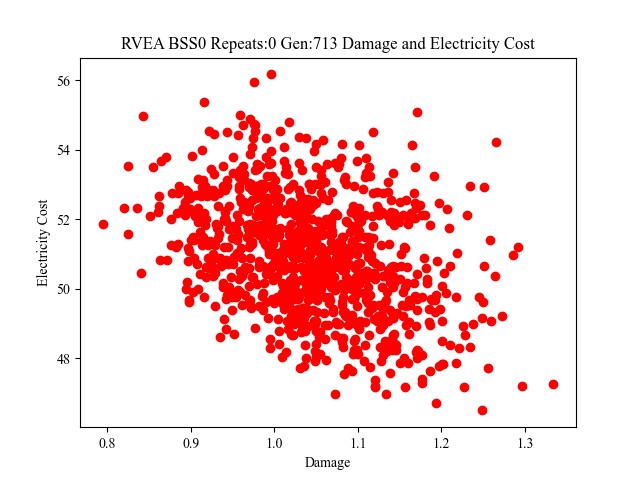 RVEA BSS0 Repeats:0 Gen:713 Damage and Electricity Cost
Electricity Cost
56
54
52
50
48
0.8 0.9 1.0 1.1 1.2 1.3
Damage